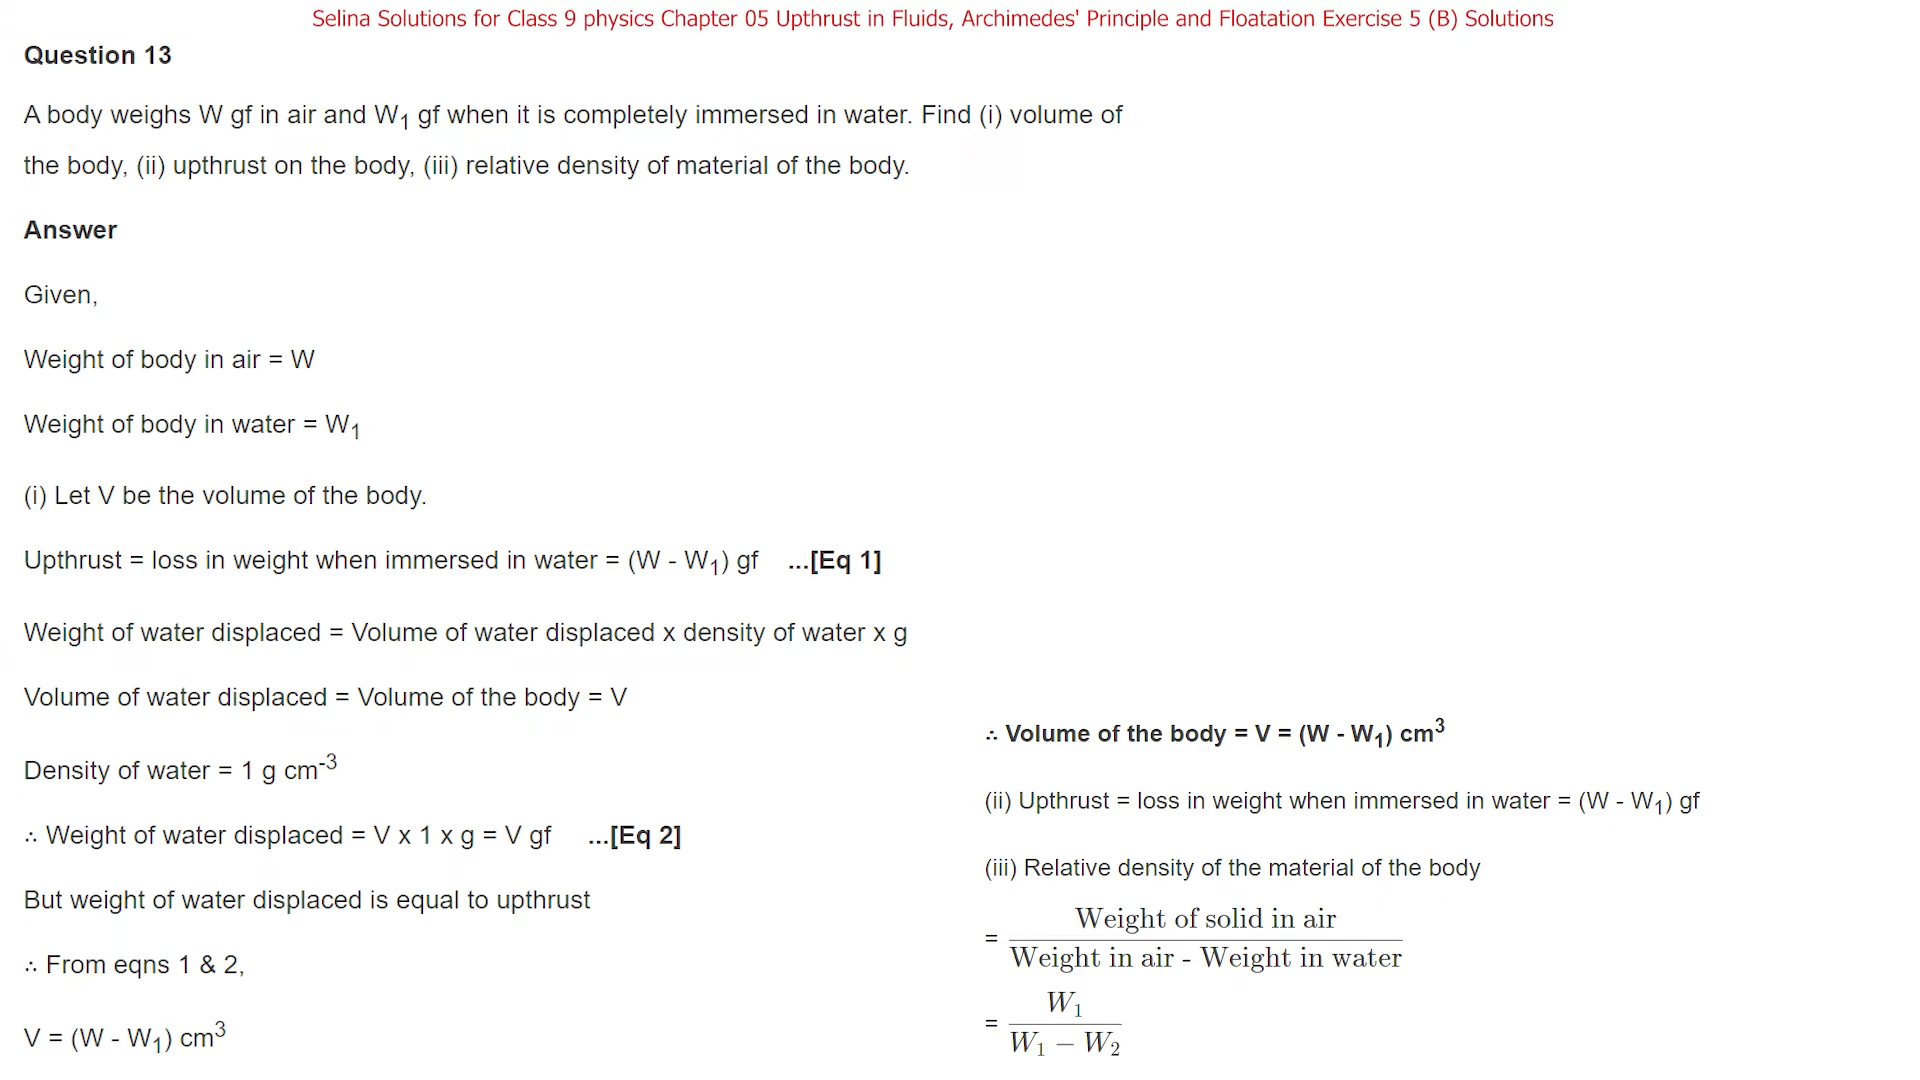 Selina Solutions for Class 9 physics Chapter 05 Upthrust in Fluids, Archimedes' Principle and Floatation Exercise 5 (B) Solutions
Question 13
A body weighs W gf in air and W₁ gf when it is completely immersed in water. Find (i) volume of
the body, (ii) upthrust on the body, (iii) relative density of material of the body.
Answer
Given,
Weight of body in air = W
Weight of body in water = W₁
(i) Let V be the volume of the body.
Upthrust = loss in weight when immersed in water = (W - W₁) gf ...[Eq 1]
Weight of water displaced = Volume of water displaced x density of water x g
Volume of water displaced = Volume of the body = V
Density of water = 1 g cm⁻³
∴ Weight of water displaced = V x 1 x g = V gf ...[Eq 2]
But weight of water displaced is equal to upthrust
∴ From eqns 1 & 2,
V = (W - W₁) cm³
∴ Volume of the body = V = (W - W₁) cm³
(ii) Upthrust = loss in weight when immersed in water = (W - W₁) gf
(iii) Relative density of the material of the body
Weight of solid in air
=
Weight in air - Weight in water
W₁
=
W₁ − W₂